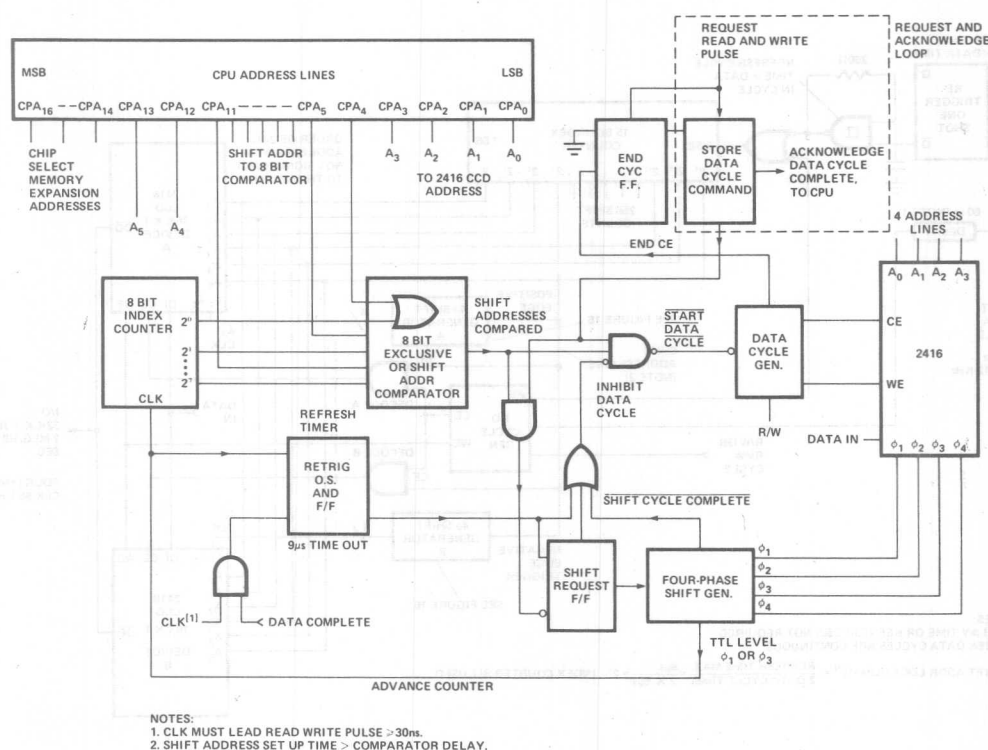 REQUEST
READ AND WRITE
PULSE
REQUEST AND
ACKNOWLEDGE
LOOP
MSB
CPU ADDRESS LINES
LSB
CPA16 CPA14 CPA13 CPA12 CPA11 CPA5 CPA4 CPA3 CPA2 CPA1 CPA0
CHIP
SELECT
MEMORY
EXPANSION
ADDRESSES
SHIFT ADDR
TO 8 BIT
COMPARATOR
A3 A2 A1 A0
TO 2416 CCD
ADDRESS
A5 A4
END
CYC
F.F.
STORE
DATA
CYCLE
COMMAND
ACKNOWLEDGE
DATA CYCLE
COMPLETE,
TO CPU
END CE
4 ADDRESS
LINES
A0 A1 A2 A3
8 BIT
INDEX
COUNTER
2"
2'
2"
CLK
8 BIT
EXCLUSIVE
OR SHIFT
ADDR
COMPARATOR
SHIFT
ADDRESSES
COMPARED
START
DATA
CYCLE
INHIBIT
DATA
CYCLE
DATA
CYCLE
GEN.
R/W
CE
2416
WE
DATA IN
ϕ1 ϕ2 ϕ3 ϕ4
REFRESH
TIMER
RETRIG
O.S.
AND
F/F
9μs TIME OUT
SHIFT CYCLE COMPLETE
SHIFT
REQUEST
F/F
FOUR-PHASE
SHIFT GEN.
ϕ1
ϕ2
ϕ3
ϕ4
CLK[1]
DATA COMPLETE
TTL LEVEL
ϕ1 OR ϕ3
ADVANCE COUNTER
NOTES:
1. CLK MUST LEAD READ WRITE PULSE ≥30ns.
2. SHIFT ADDRESS SET UP TIME > COMPARATOR DELAY.